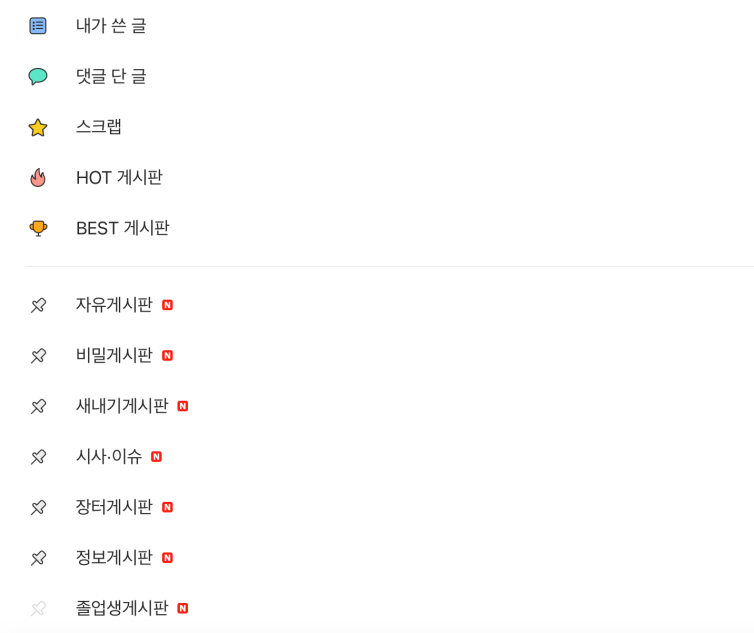 내가 쓴 글
댓글 단 글
스크랩
HOT 게시판
BEST 게시판
자유게시판 N
비밀게시판 N
새내기게시판 N
시사·이슈 N
장터게시판 N
정보게시판 N
졸업생게시판 N